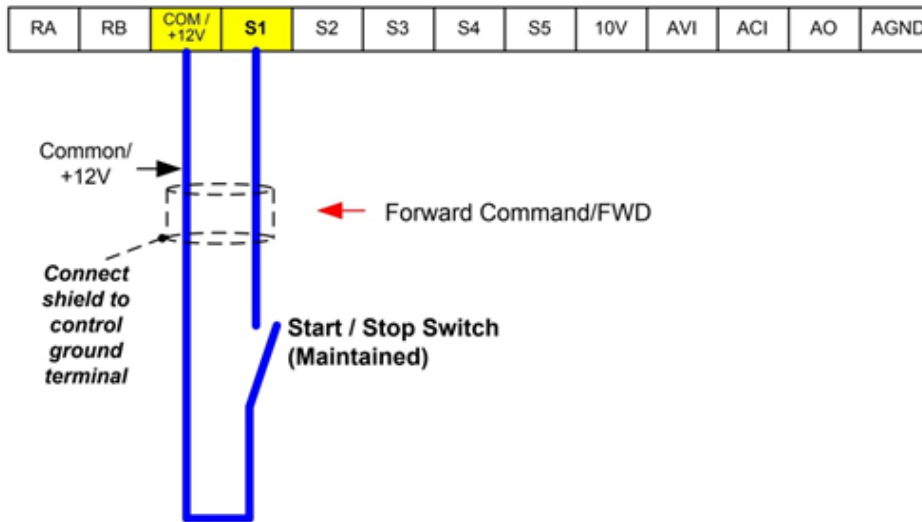 RA RB COM / +12V S1 S2 S3 S4 S5 10V AVI ACI AO AGND
Common/
+12V
Forward Command/FWD
Connect
shield to
control
ground
terminal
Start / Stop Switch
(Maintained)